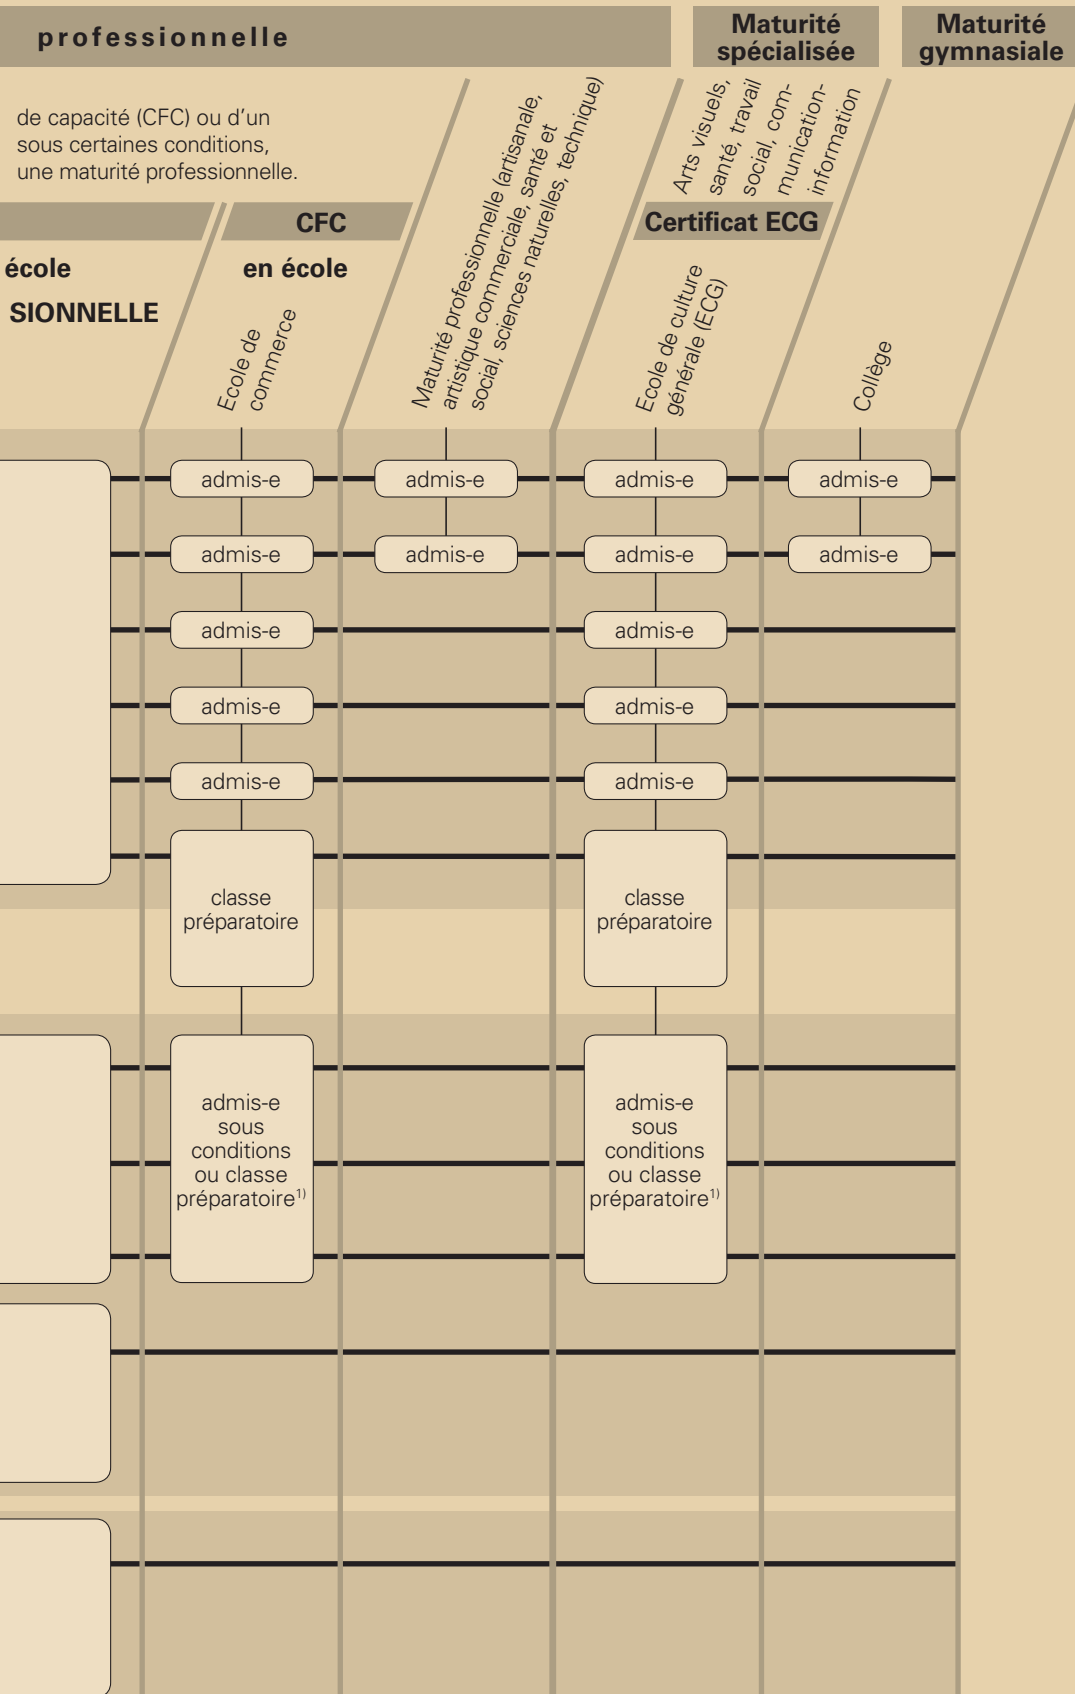 professionnelle
Maturité
spécialisée
Maturité
gymnasiale
de capacité (CFC) ou d’un
sous certaines conditions,
une maturité professionnelle.
CFC
école
en école
SIONNELLE
Ecole de
commerce
Maturité professionnelle (artisanale,
artistique commerciale, santé et
social, sciences naturelles, technique)
Arts visuels,
santé, travail
social, com-
munication-
information
Certificat ECG
Ecole de culture
générale (ECG)
Collège
admis-e
admis-e
admis-e
admis-e
admis-e
admis-e
admis-e
admis-e
admis-e
admis-e
admis-e
admis-e
admis-e
admis-e
classe
préparatoire
classe
préparatoire
admis-e
sous
conditions
ou classe
préparatoire1)
admis-e
sous
conditions
ou classe
préparatoire1)